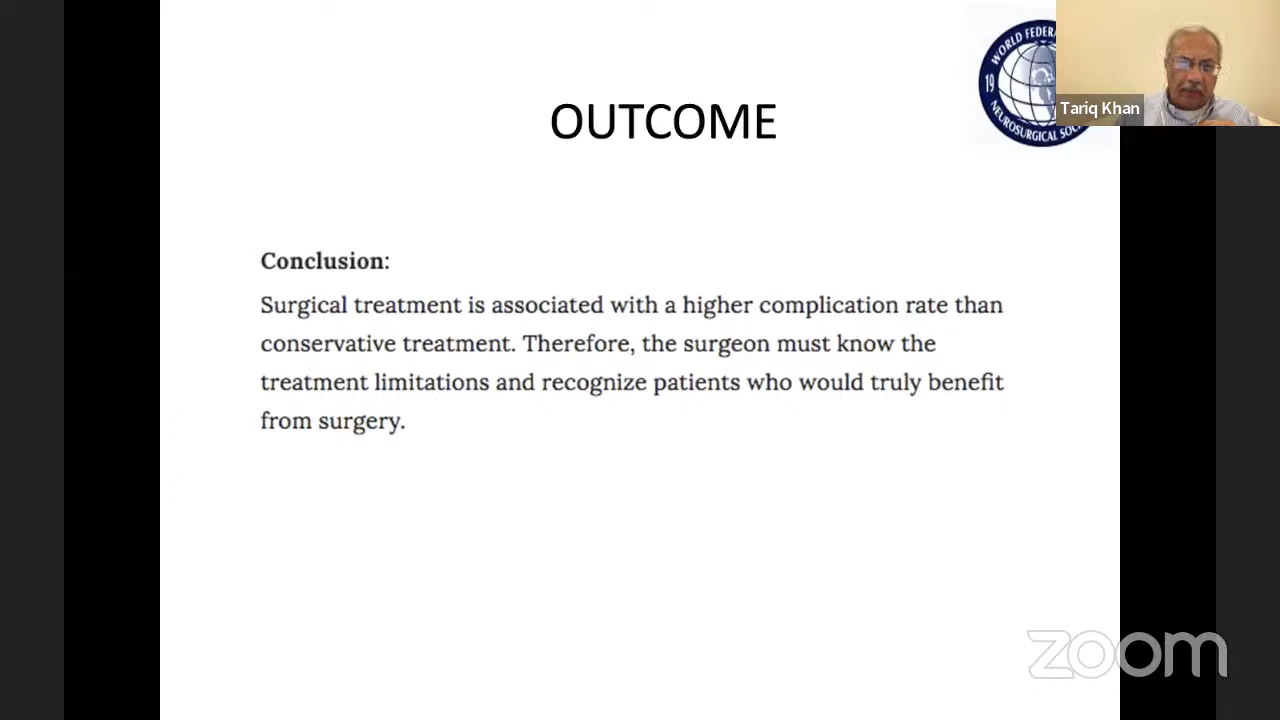 OUTCOME
WORLD FEDERA
19
NEUROSURGICAL SOC
Tariq Khan
Conclusion:
Surgical treatment is associated with a higher complication rate than
conservative treatment. Therefore, the surgeon must know the
treatment limitations and recognize patients who would truly benefit
from surgery.
zoom